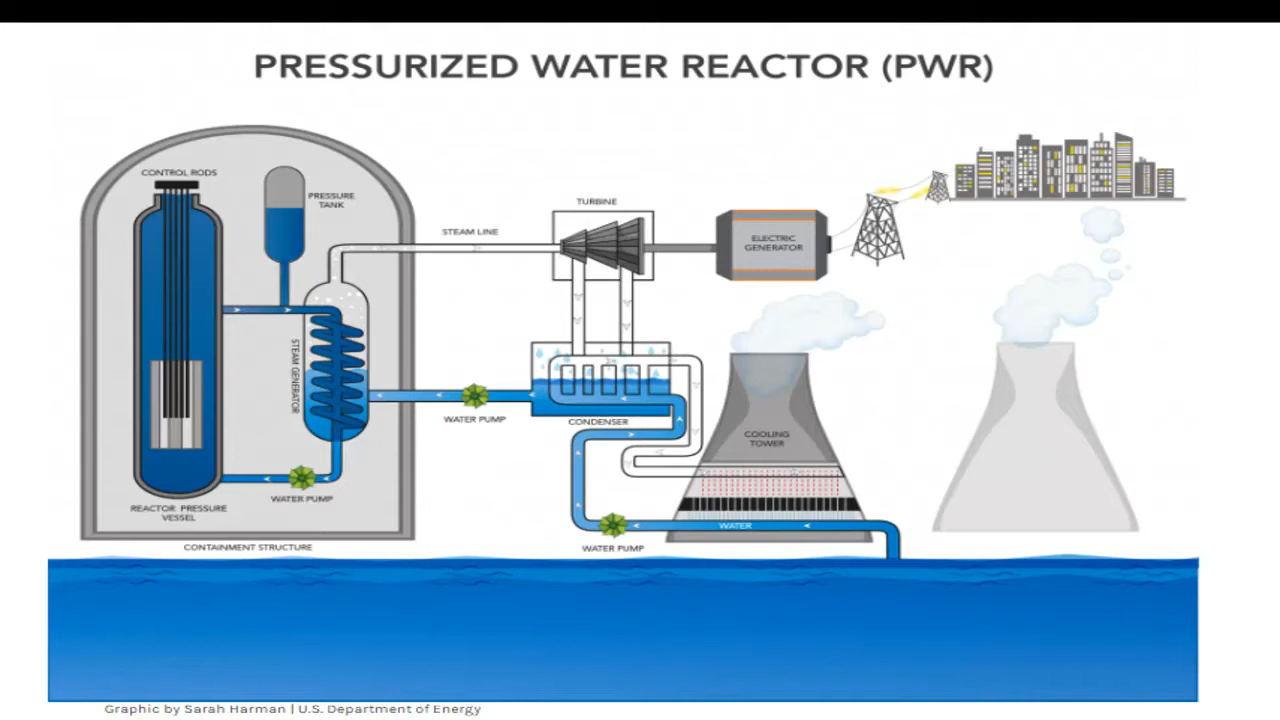 PRESSURIZED WATER REACTOR (PWR)
CONTROL RODS
PRESSURE
TANK
STEAM LINE
TURBINE
ELECTRIC
GENERATOR
STEAM GENERATOR
WATER PUMP
CONDENSER
COOLING
TOWER
WATER PUMP
REACTOR PRESSURE
VESSEL
WATER
WATER PUMP
CONTAINMENT STRUCTURE
Graphic by Sarah Harman | U.S. Department of Energy